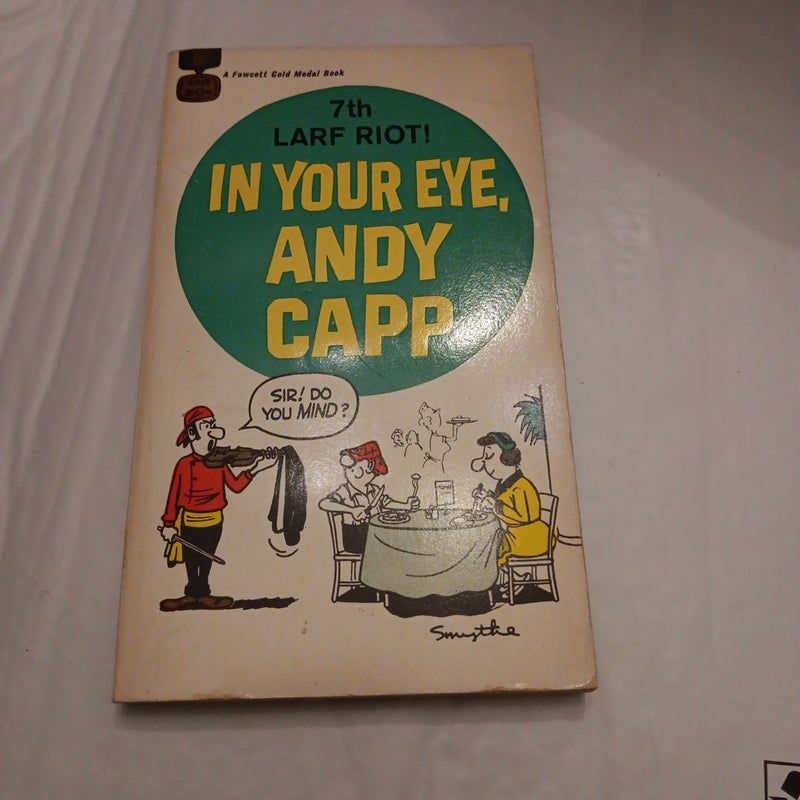 A Fawcett Gold Medal Book
7th
LARF RIOT!
IN YOUR EYE,
ANDY
CAPP
SIR! DO
YOU MIND?
Smythe